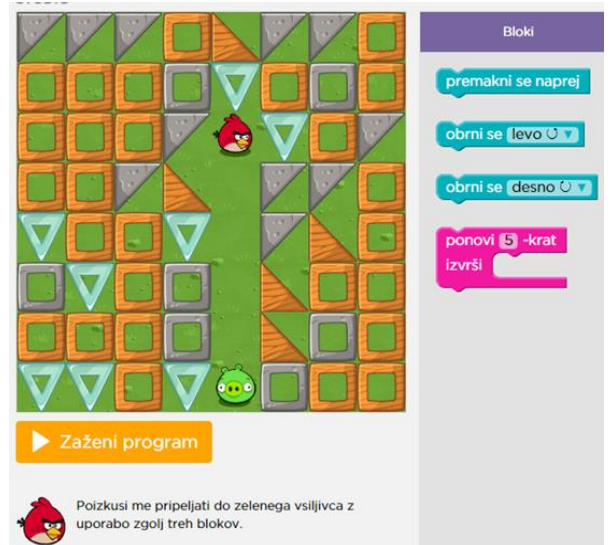 Bloki
premakni se naprej
obrni se levo ↺ ▼
obrni se desno ↻ ▼
ponovi 5 -krat
izvrši
Zaženi program
Poizkusi me pripeljati do zelenega vsiljivca z
uporabo zgolj treh blokov.